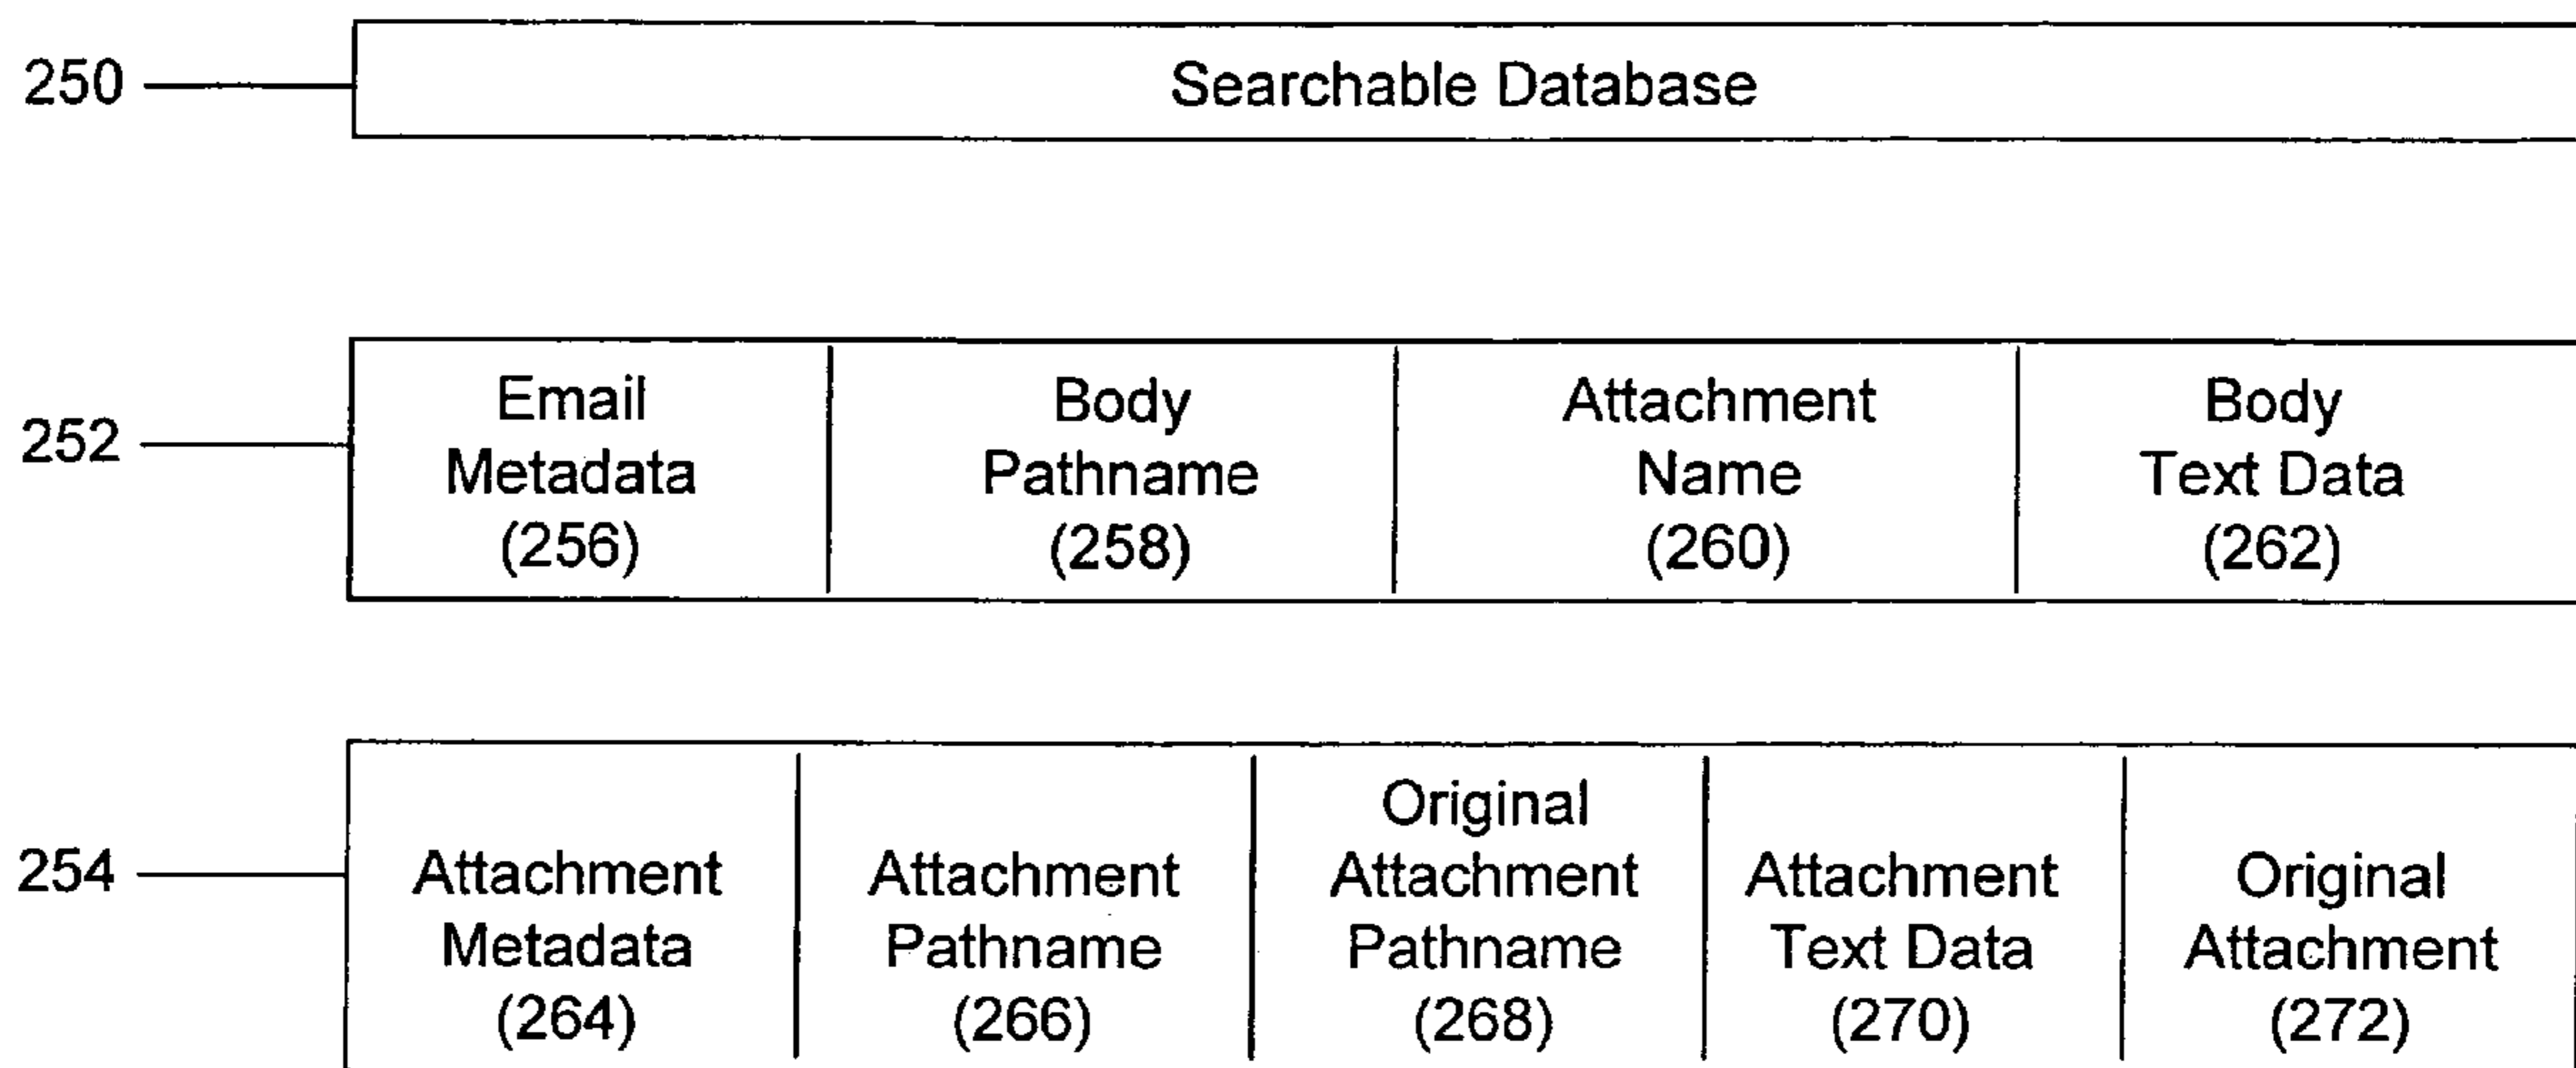 250
Searchable Database
252
Email
Metadata
(256)
Body
Pathname
(258)
Attachment
Name
(260)
Body
Text Data
(262)
254
Attachment
Metadata
(264)
Attachment
Pathname
(266)
Original
Attachment
Pathname
(268)
Attachment
Text Data
(270)
Original
Attachment
(272)